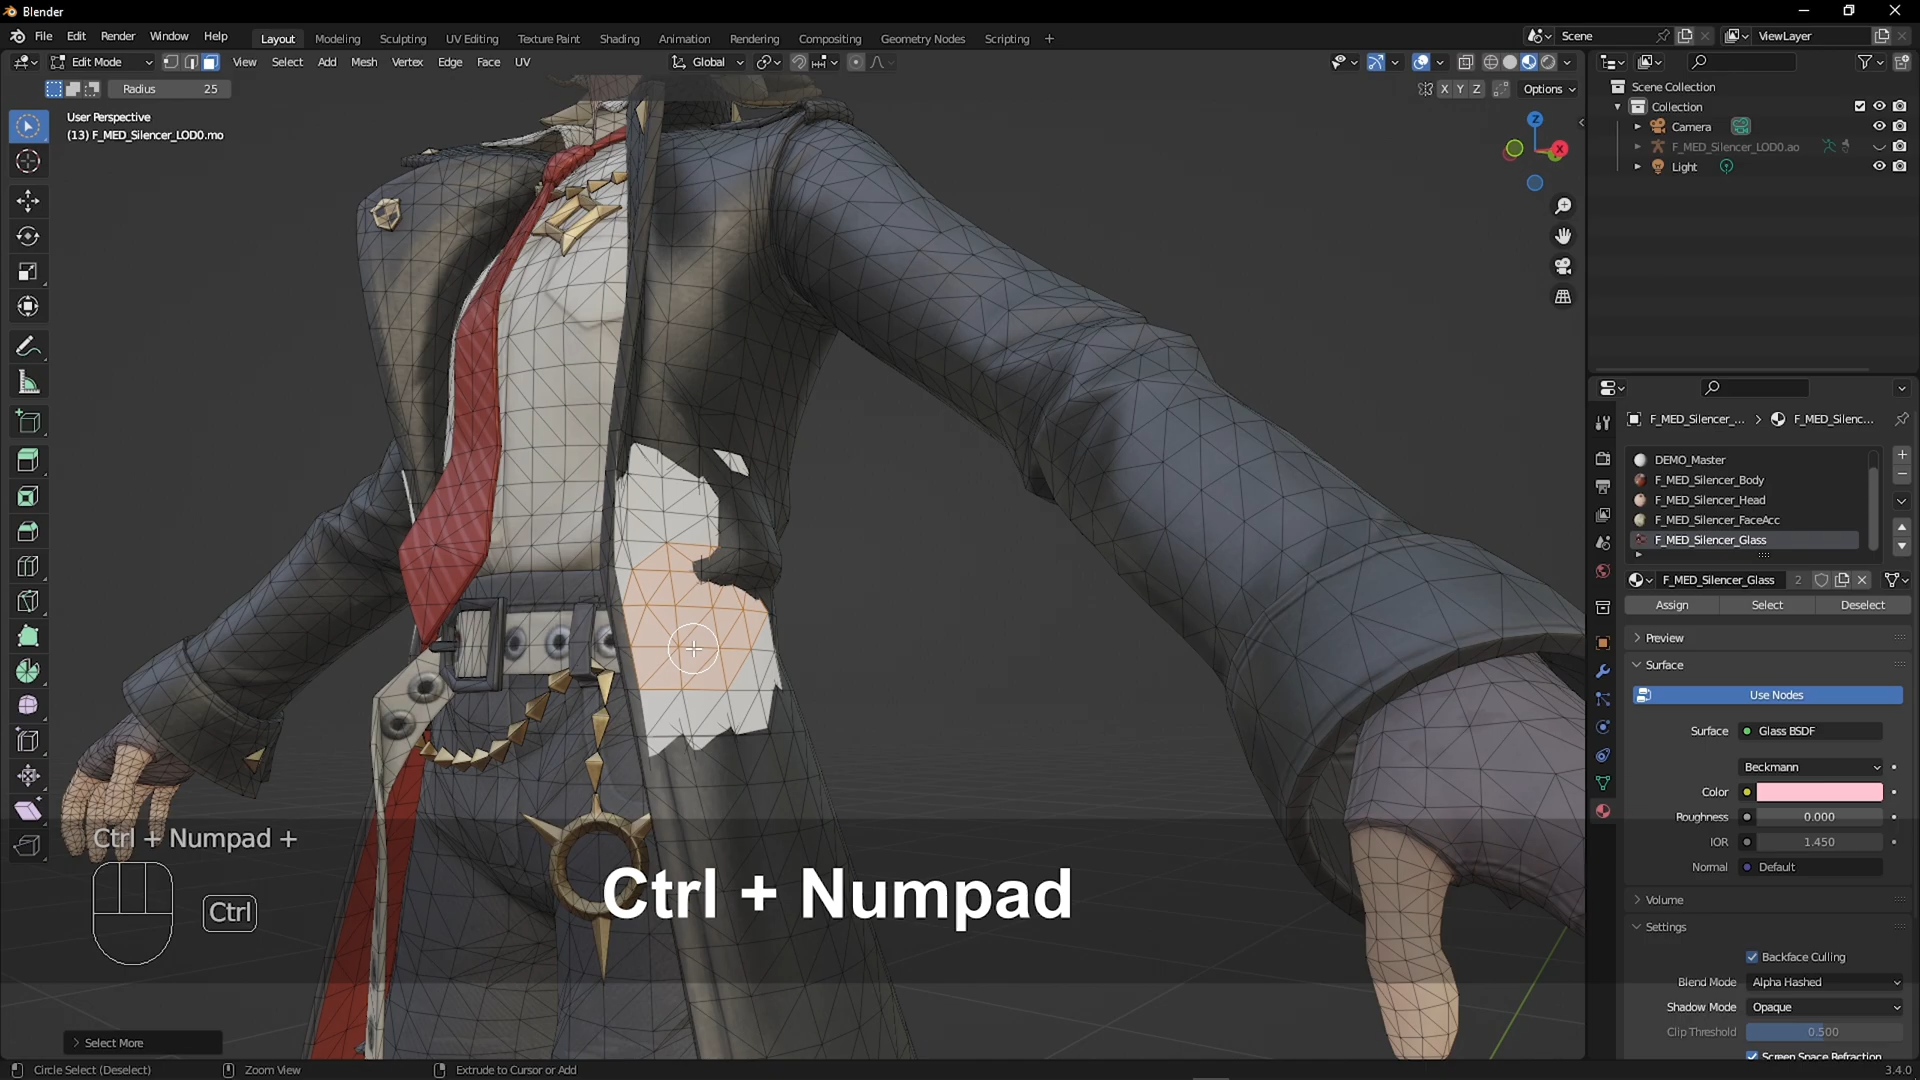 Blender
File Edit Render Window Help
Layout Modeling Sculpting UV Editing Texture Paint Shading Animation Rendering Compositing Geometry Nodes Scripting +
Scene ViewLayer
Edit Mode View Select Add Mesh Vertex Edge Face UV Global
Radius 25
X Y Z Options
User Perspective
(13) F_MED_Silencer_LOD0.mo
Z
X
Scene Collection
Collection
Camera
F_MED_Silencer_LOD0.ao
Light
F_MED_Silencer_... > F_MED_Silenc...
DEMO_Master
F_MED_Silencer_Body
F_MED_Silencer_Head
F_MED_Silencer_FaceAcc
F_MED_Silencer_Glass
F_MED_Silencer_Glass 2
Assign Select Deselect
Preview
Surface
Use Nodes
Surface Glass BSDF
Beckmann
Color
Roughness 0.000
IOR 1.450
Normal Default
Volume
Settings
Backface Culling
Blend Mode Alpha Hashed
Shadow Mode Opaque
Clip Threshold 0.500
Screen Space Refraction
Ctrl + Numpad +
Ctrl
Ctrl + Numpad
Select More
Circle Select (Deselect) Zoom View Extrude to Cursor or Add 3.4.0